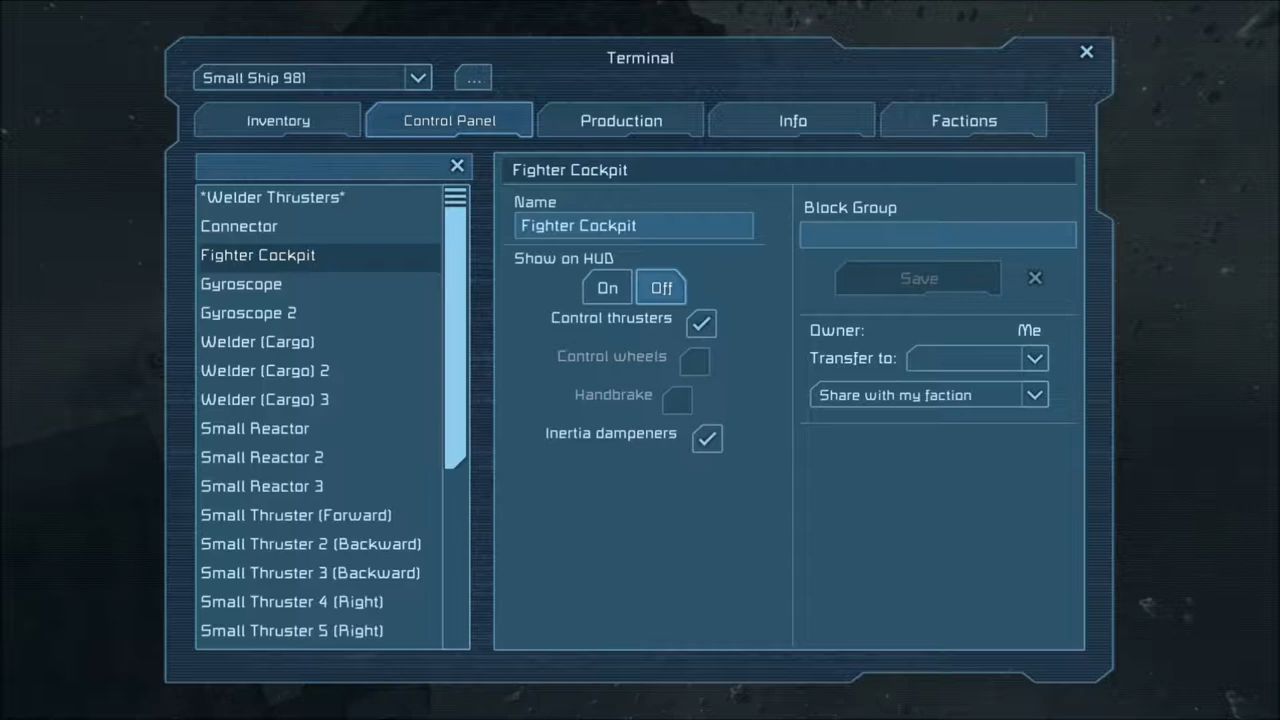 Terminal
Small Ship 981
...
Inventory
Control Panel
Production
Info
Factions
*Welder Thrusters*
Connector
Fighter Cockpit
Gyroscope
Gyroscope 2
Welder (Cargo)
Welder (Cargo) 2
Welder (Cargo) 3
Small Reactor
Small Reactor 2
Small Reactor 3
Small Thruster (Forward)
Small Thruster 2 (Backward)
Small Thruster 3 (Backward)
Small Thruster 4 (Right)
Small Thruster 5 (Right)
Fighter Cockpit
Name
Fighter Cockpit
Show on HUD
On
Off
Control thrusters
Control wheels
Handbrake
Inertia dampeners
Block Group
Save
Owner: Me
Transfer to:
Share with my faction